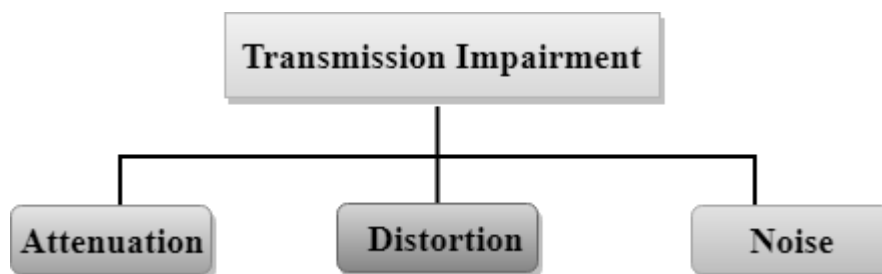 Transmission Impairment
Attenuation
Distortion
Noise